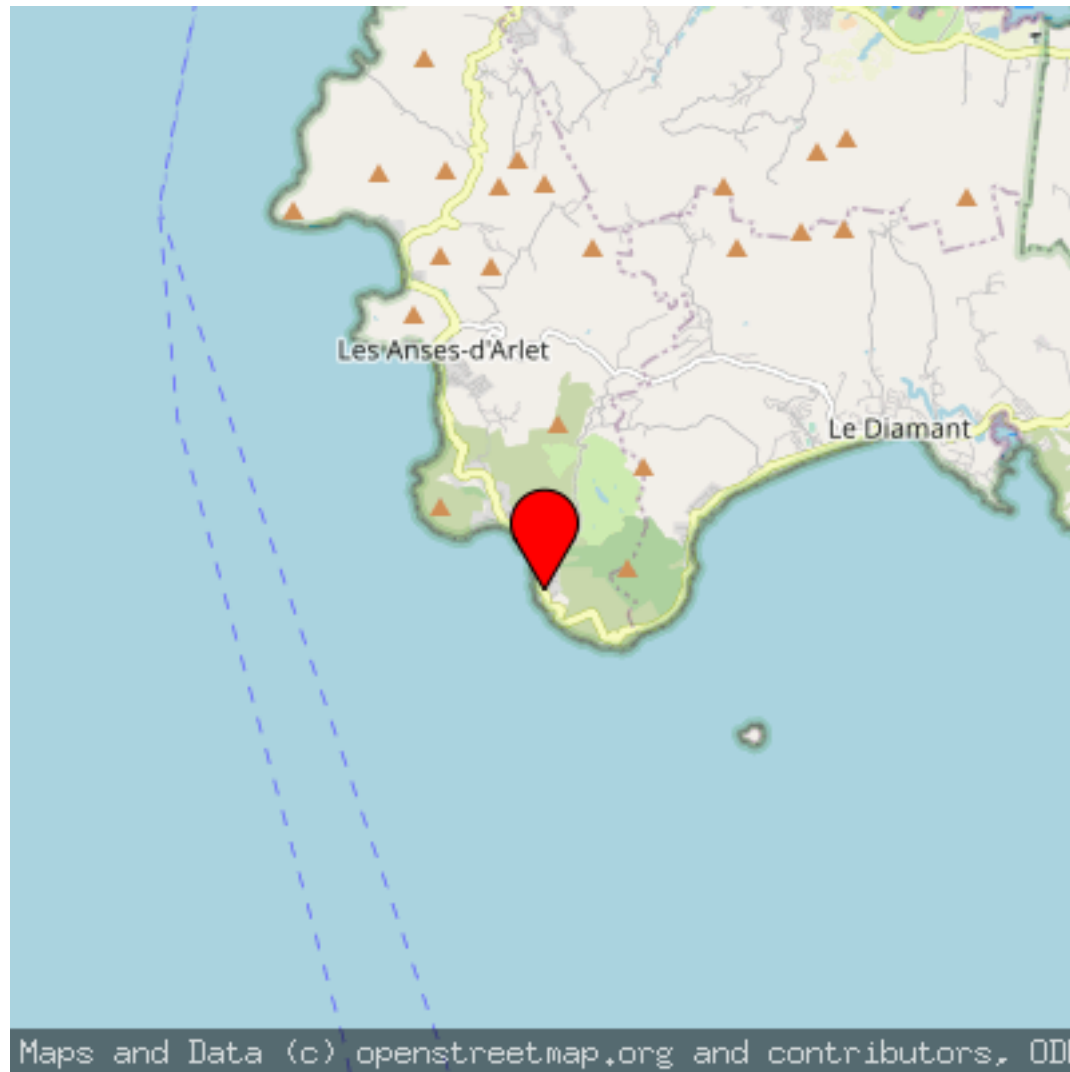 Les Anses-d'Arlet
Le Diamant
Maps and Data (c) openstreetmap.org and contributors, OD